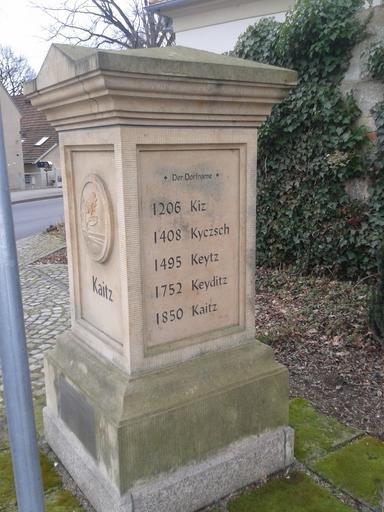 Der Dorfname
1206 Kiz
1408 Kyczsch
1495 Keytz
1752 Keyditz
1850 Kaitz
Kaitz